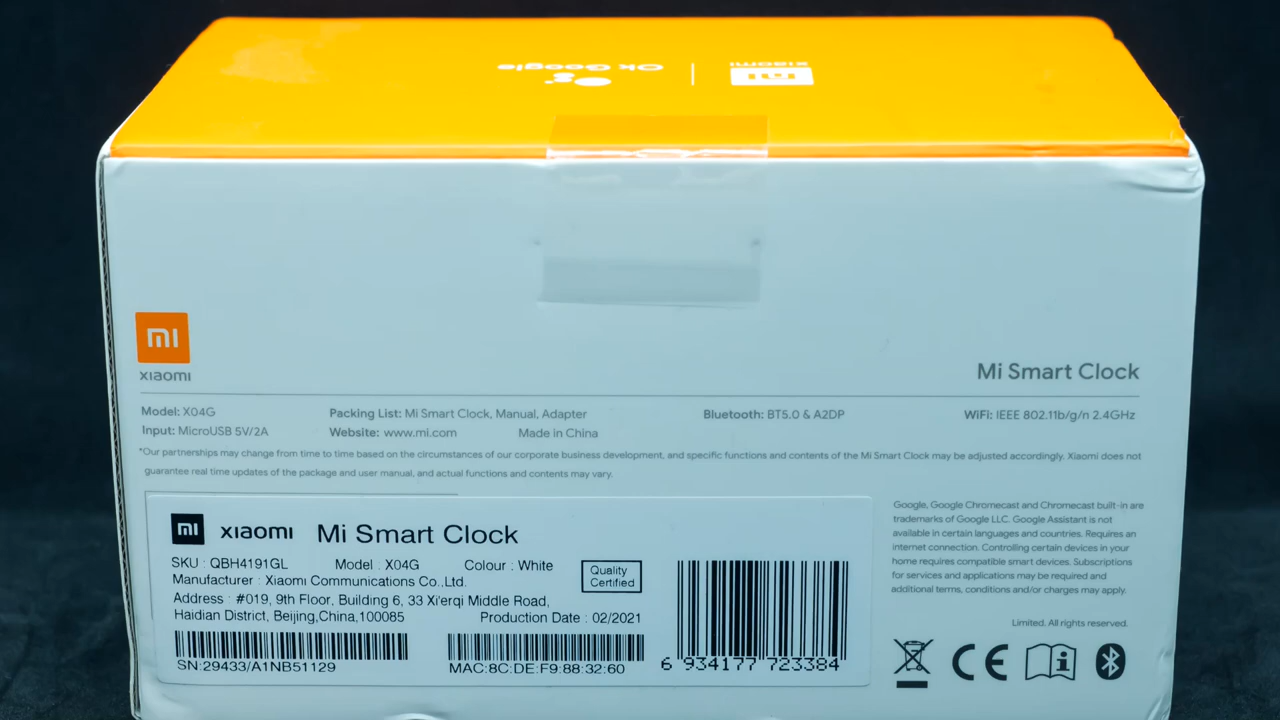 Ok Google
xiaomi
mi
mi
xiaomi
Mi Smart Clock
Model: X04G
Packing List: Mi Smart Clock, Manual, Adapter
Bluetooth: BT5.0 & A2DP
WiFi: IEEE 802.11b/g/n 2.4GHz
Input: MicroUSB 5V/2A
Website: www.mi.com
Made in China
*Our partnerships may change from time to time based on the circumstances of our corporate business development, and specific functions and contents of the Mi Smart Clock may be adjusted accordingly. Xiaomi does not
guarantee real time updates of the package and user manual, and actual functions and contents may vary.
mi xiaomi Mi Smart Clock
SKU : QBH4191GL Model : X04G Colour : White
Manufacturer : Xiaomi Communications Co.,Ltd.
Address : #019, 9th Floor, Building 6, 33 Xi'erqi Middle Road,
Haidian District, Beijing,China,100085
Production Date : 02/2021
Quality
Certified
SN:29433/A1NB51129
MAC:8C:DE:F9:88:32:60
6 934177 723384
Google, Google Chromecast and Chromecast built-in are
trademarks of Google LLC. Google Assistant is not
available in certain languages and countries. Requires an
internet connection. Controlling certain devices in your
home requires compatible smart devices. Subscriptions
for services and applications may be required and
additional terms, conditions and/or charges may apply.
Limited. All rights reserved.
CE